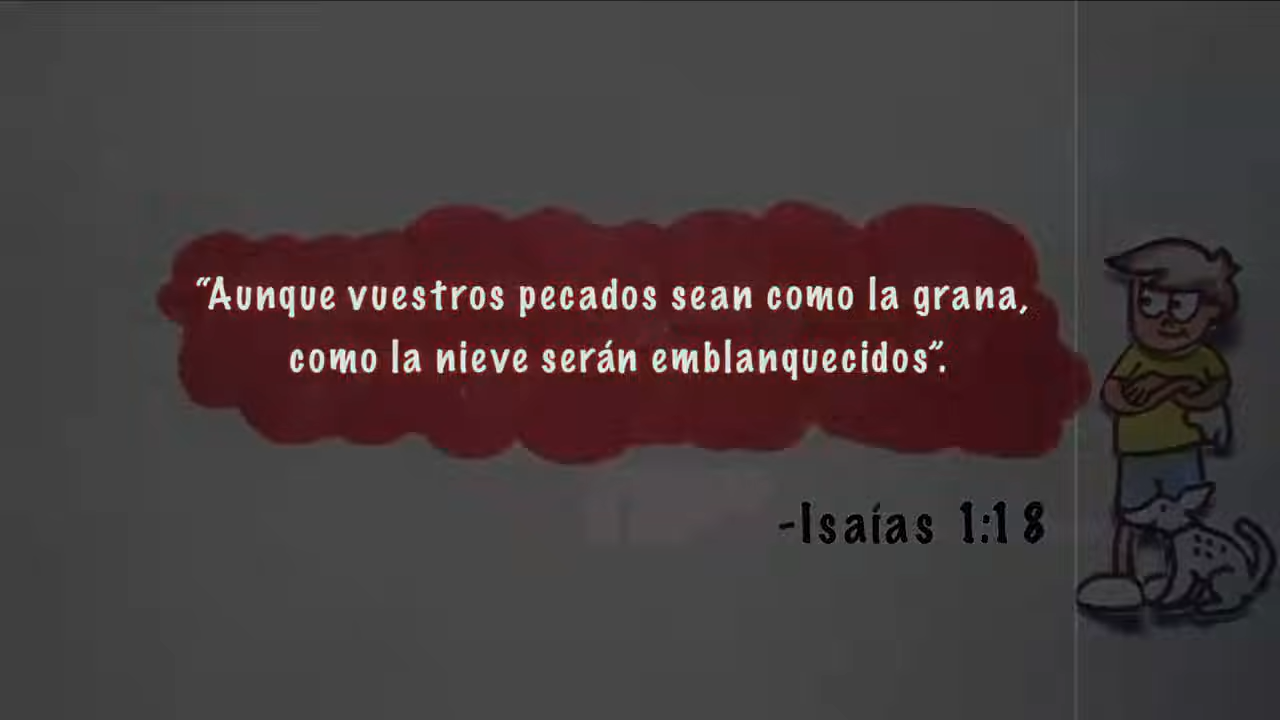 “Aunque vuestros pecados sean como la grana,
como la nieve serán emblanquecidos”.
-Isaías 1:18